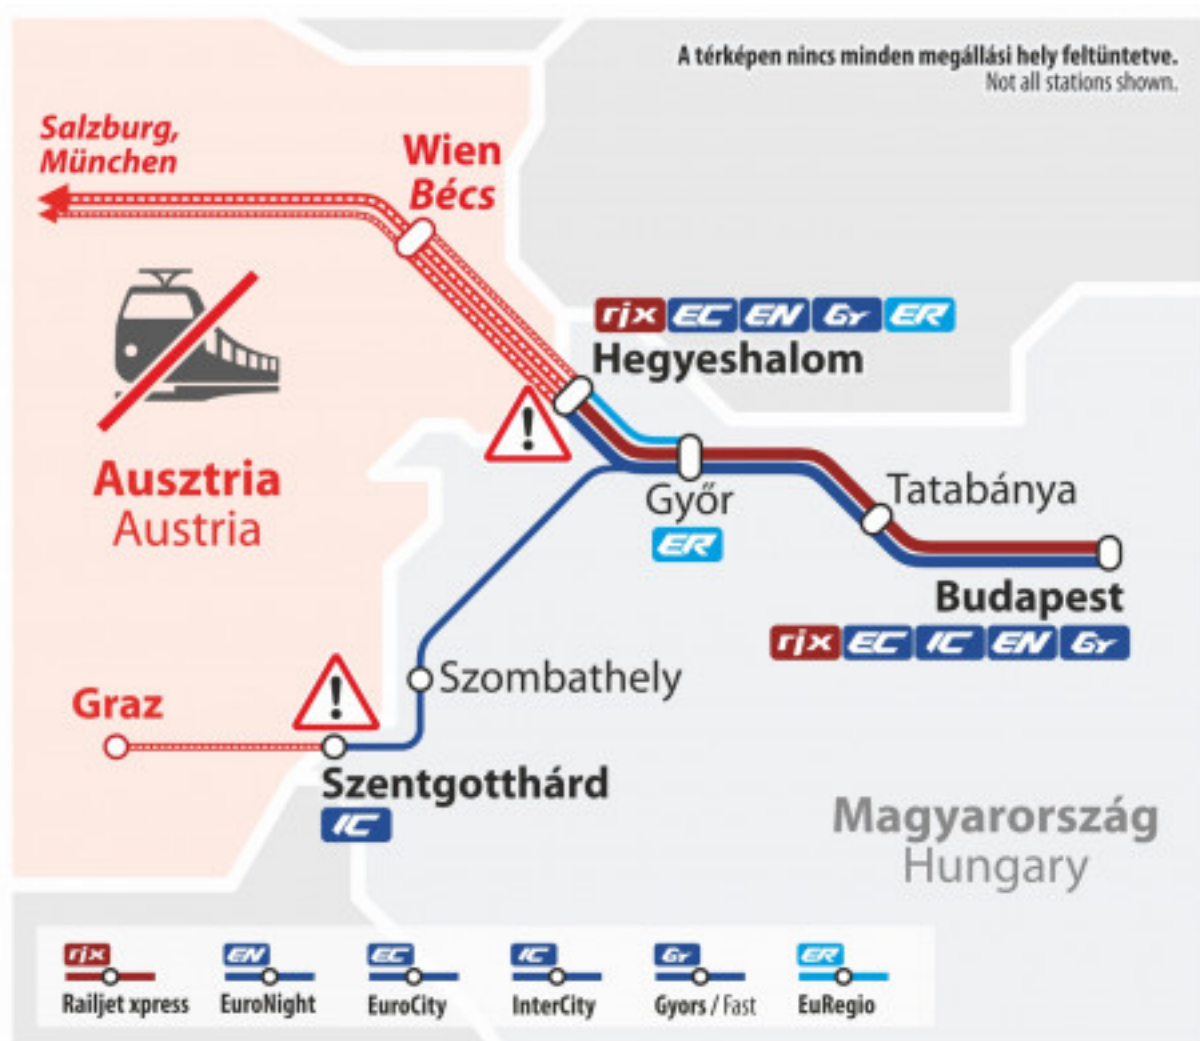 A térképen nincs minden megállási hely feltüntetve.
Not all stations shown.
Salzburg,
München
Wien
Bécs
rjx EC EN Gy ER
Hegyeshalom
!
Ausztria
Austria
Győr
ER
Tatabánya
Budapest
rjx EC IC EN Gy
Szombathely
!
Graz
Szentgotthárd
IC
Magyarország
Hungary
rjx EN EC IC Gy ER
Railjet xpress EuroNight EuroCity InterCity Gyors / Fast EuRegio